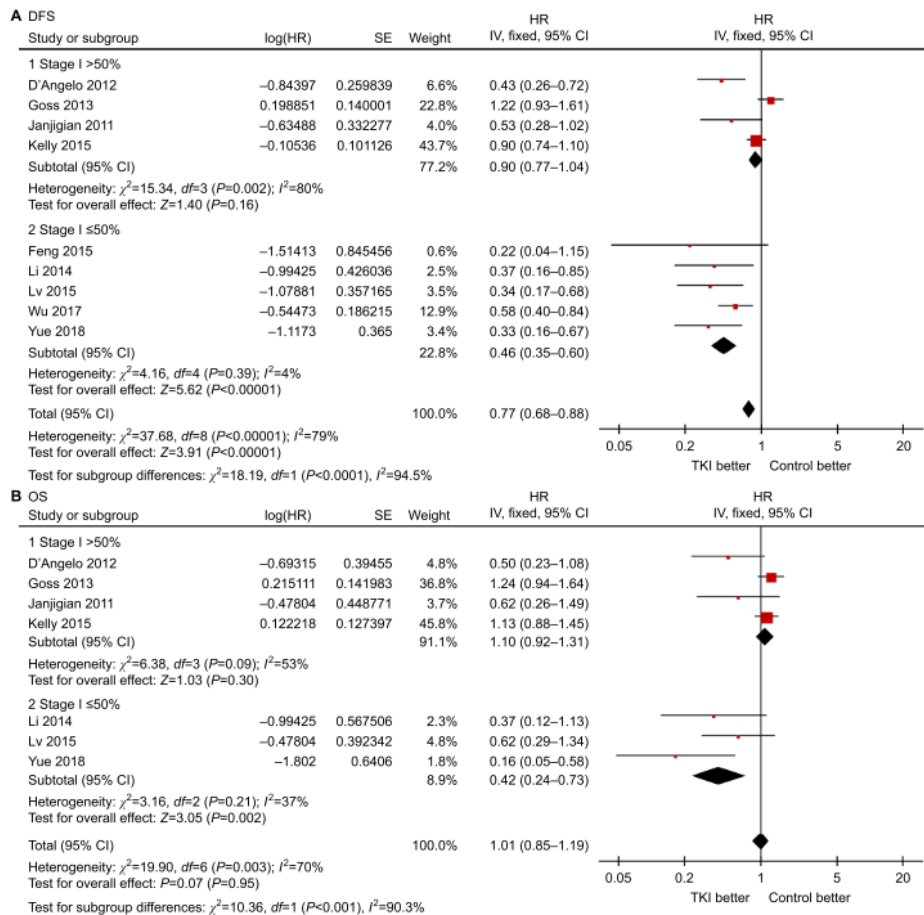 A DFS
HR HR
Study or subgroup log(HR) SE Weight IV, fixed, 95% CI IV, fixed, 95% CI
1 Stage I >50%
D'Angelo 2012 −0.84397 0.259839 6.6% 0.43 (0.26–0.72)
Goss 2013 0.198851 0.140001 22.8% 1.22 (0.93–1.61)
Janjigian 2011 −0.63488 0.332277 4.0% 0.53 (0.28–1.02)
Kelly 2015 −0.10536 0.101126 43.7% 0.90 (0.74–1.10)
Subtotal (95% CI) 77.2% 0.90 (0.77–1.04)
Heterogeneity: χ²=15.34, df=3 (P=0.002); I²=80%
Test for overall effect: Z=1.40 (P=0.16)
2 Stage I ≤50%
Feng 2015 −1.51413 0.845456 0.6% 0.22 (0.04–1.15)
Li 2014 −0.99425 0.426036 2.5% 0.37 (0.16–0.85)
Lv 2015 −1.07881 0.357165 3.5% 0.34 (0.17–0.68)
Wu 2017 −0.54473 0.186215 12.9% 0.58 (0.40–0.84)
Yue 2018 −1.1173 0.365 3.4% 0.33 (0.16–0.67)
Subtotal (95% CI) 22.8% 0.46 (0.35–0.60)
Heterogeneity: χ²=4.16, df=4 (P=0.39); I²=4%
Test for overall effect: Z=5.62 (P<0.00001)
Total (95% CI) 100.0% 0.77 (0.68–0.88)
Heterogeneity: χ²=37.68, df=8 (P<0.00001); I²=79%
Test for overall effect: Z=3.91 (P<0.00001)
Test for subgroup differences: χ²=18.19, df=1 (P<0.0001), I²=94.5%
0.05 0.2 1 5 20
TKI better Control better
B OS
HR HR
Study or subgroup log(HR) SE Weight IV, fixed, 95% CI IV, fixed, 95% CI
1 Stage I >50%
D'Angelo 2012 −0.69315 0.39455 4.8% 0.50 (0.23–1.08)
Goss 2013 0.215111 0.141983 36.8% 1.24 (0.94–1.64)
Janjigian 2011 −0.47804 0.448771 3.7% 0.62 (0.26–1.49)
Kelly 2015 0.122218 0.127397 45.8% 1.13 (0.88–1.45)
Subtotal (95% CI) 91.1% 1.10 (0.92–1.31)
Heterogeneity: χ²=6.38, df=3 (P=0.09); I²=53%
Test for overall effect: Z=1.03 (P=0.30)
2 Stage I ≤50%
Li 2014 −0.99425 0.567506 2.3% 0.37 (0.12–1.13)
Lv 2015 −0.47804 0.392342 4.8% 0.62 (0.29–1.34)
Yue 2018 −1.802 0.6406 1.8% 0.16 (0.05–0.58)
Subtotal (95% CI) 8.9% 0.42 (0.24–0.73)
Heterogeneity: χ²=3.16, df=2 (P=0.21); I²=37%
Test for overall effect: Z=3.05 (P=0.002)
Total (95% CI) 100.0% 1.01 (0.85–1.19)
Heterogeneity: χ²=19.90, df=6 (P=0.003); I²=70%
Test for overall effect: P=0.07 (P=0.95)
Test for subgroup differences: χ²=10.36, df=1 (P<0.001), I²=90.3%
0.05 0.2 1 5 20
TKI better Control better